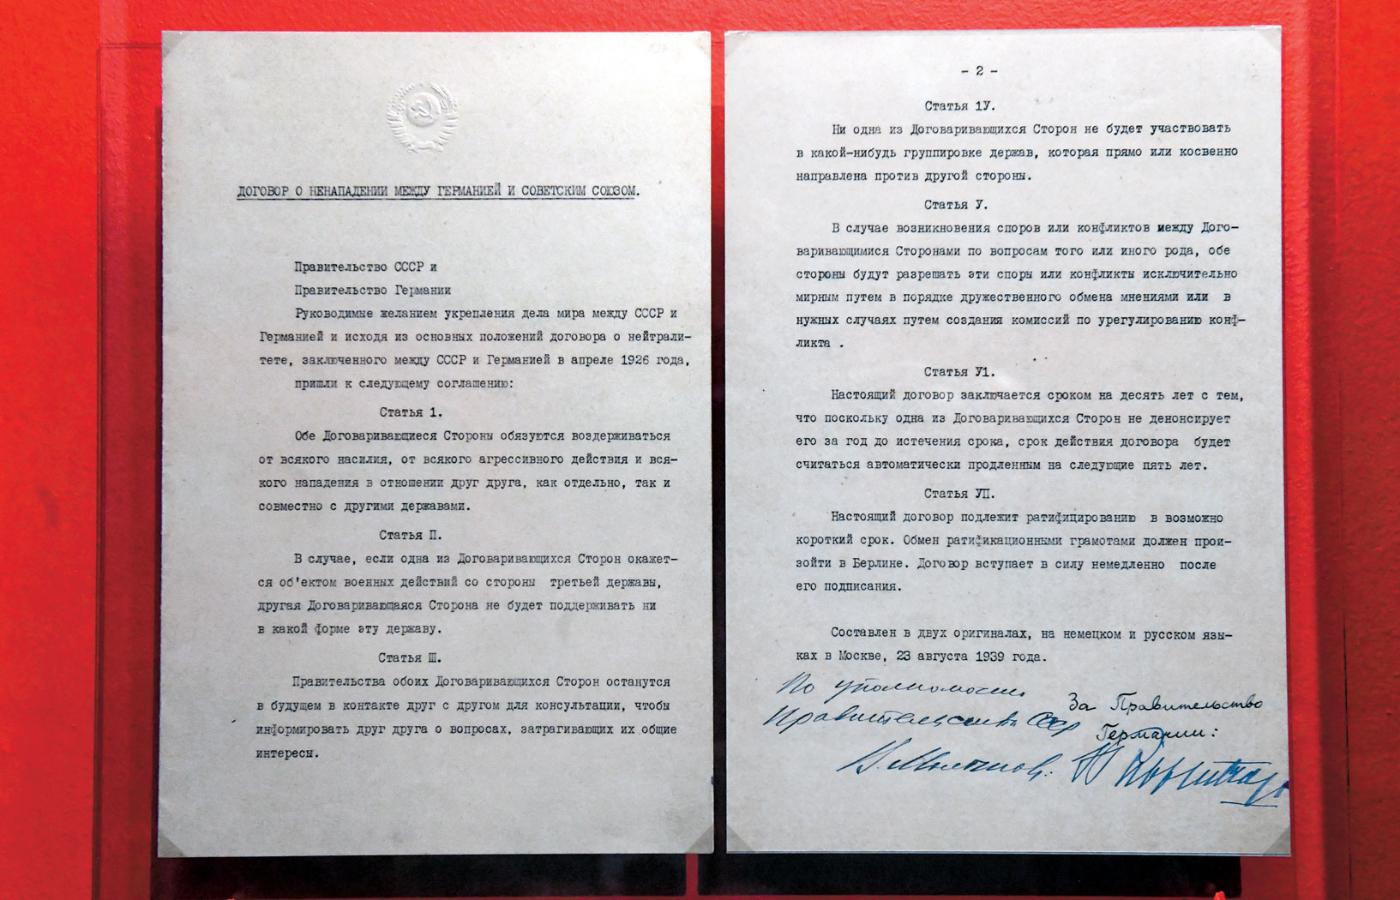 ДОГОВОР О НЕНАПАДЕНИИ МЕЖДУ ГЕРМАНИЕЙ И СОВЕТСКИМ СОЮЗОМ.
Правительство СССР и
Правительство Германии
Руководимые желанием укрепления дела мира между СССР и
Германией и исходя из основных положений договора о нейтрали-
тете, заключенного между СССР и Германией в апреле 1926 года,
пришли к следующему соглашению:
Статья 1.
Обе Договаривающиеся Стороны обязуются воздерживаться
от всякого насилия, от всякого агрессивного действия и вся-
кого нападения в отношении друг друга, как отдельно, так и
совместно с другими державами.
Статья П.
В случае, если одна из Договаривающихся Сторон окажет-
ся об'ектом военных действий со стороны третьей державы,
другая Договаривающаяся Сторона не будет поддерживать ни
в какой форме эту державу.
Статья Ш.
Правительства обоих Договаривающихся Сторон останутся
в будущем в контакте друг с другом для консультации, чтобы
информировать друг друга о вопросах, затрагивающих их общие
интересы.
- 2 -
Статья 1У.
Ни одна из Договаривающихся Сторон не будет участвовать
в какой-нибудь группировке держав, которая прямо или косвенно
направлена против другой стороны.
Статья У.
В случае возникновения споров или конфликтов между Дого-
варивающимися Сторонами по вопросам того или иного рода, обе
стороны будут разрешать эти споры или конфликты исключительно
мирным путем в порядке дружественного обмена мнениями или в
нужных случаях путем создания комиссий по урегулированию конф-
ликта .
Статья У1.
Настоящий договор заключается сроком на десять лет с тем,
что поскольку одна из Договаривающихся Сторон не денонсирует
его за год до истечения срока, срок действия договора будет
считаться автоматически продленным на следующие пять лет.
Статья УП.
Настоящий договор подлежит ратифицированию в возможно
короткий срок. Обмен ратификационными грамотами должен прои-
зойти в Берлине. Договор вступает в силу немедленно после
его подписания.
Составлен в двух оригиналах, на немецком и русском язы-
ках в Москве, 23 августа 1939 года.
По уполномочию
Правительства СССР
В. Молотов.
За Правительство
Германии: